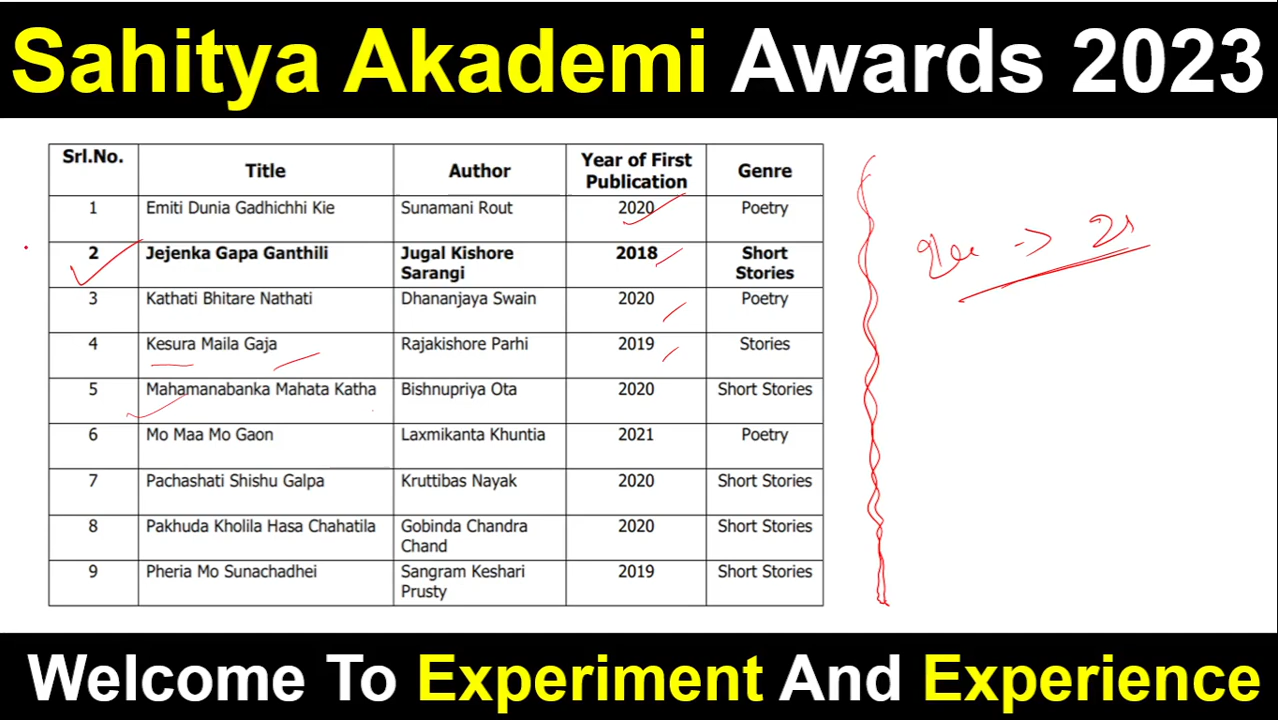 Sahitya Akademi Awards 2023
Srl.No. Title Author Year of First Publication Genre
1 Emiti Dunia Gadhichhi Kie Sunamani Rout 2020 Poetry
2 Jejenka Gapa Ganthili Jugal Kishore Sarangi 2018 Short Stories
3 Kathati Bhitare Nathati Dhananjaya Swain 2020 Poetry
4 Kesura Maila Gaja Rajakishore Parhi 2019 Stories
5 Mahamanabanka Mahata Katha Bishnupriya Ota 2020 Short Stories
6 Mo Maa Mo Gaon Laxmikanta Khuntia 2021 Poetry
7 Pachashati Shishu Galpa Kruttibas Nayak 2020 Short Stories
8 Pakhuda Kholila Hasa Chahatila Gobinda Chandra Chand 2020 Short Stories
9 Pheria Mo Sunachadhei Sangram Keshari Prusty 2019 Short Stories
Welcome To Experiment And Experience